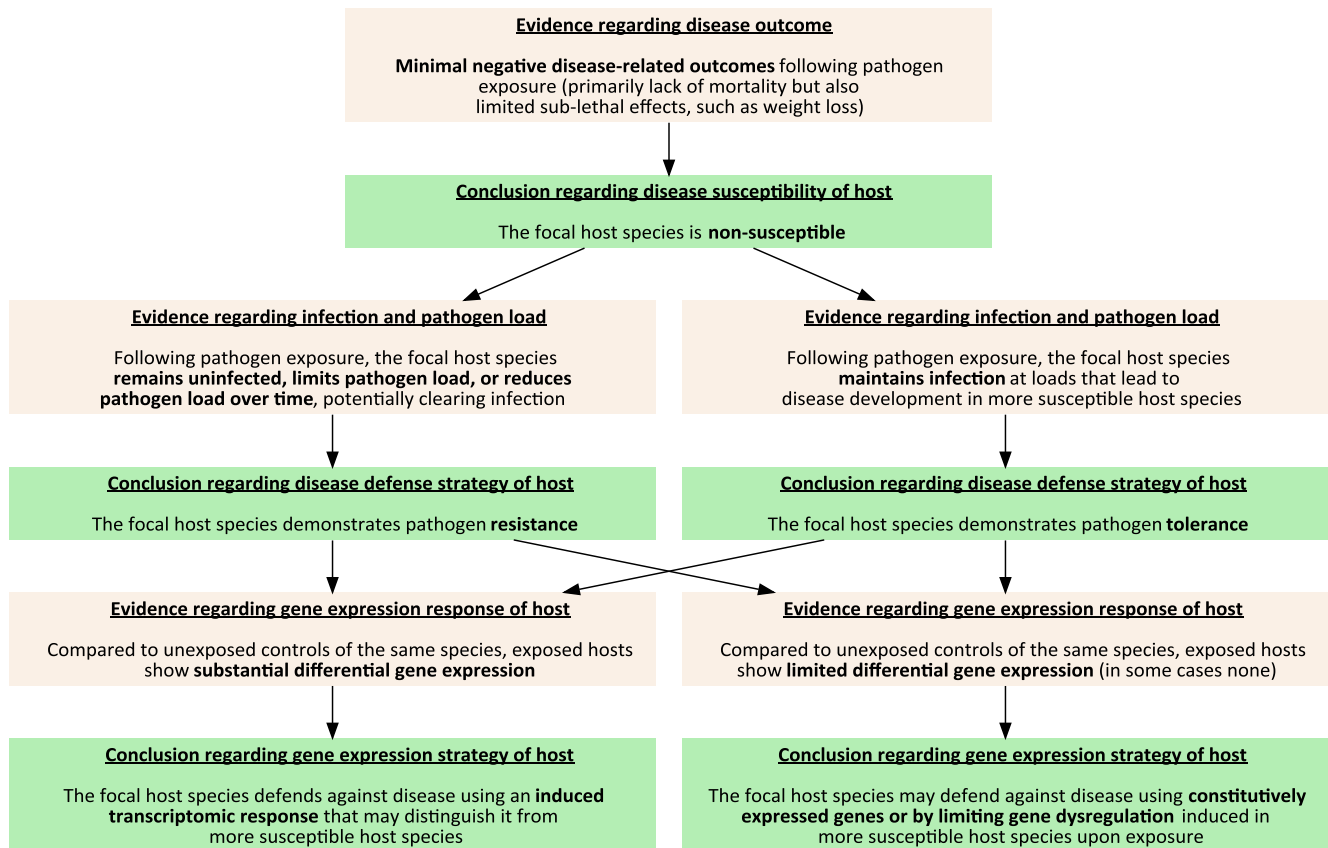 Evidence regarding disease outcome
Minimal negative disease-related outcomes following pathogen
exposure (primarily lack of mortality but also
limited sub-lethal effects, such as weight loss)
Conclusion regarding disease susceptibility of host
The focal host species is non-susceptible
Evidence regarding infection and pathogen load
Following pathogen exposure, the focal host species
remains uninfected, limits pathogen load, or reduces
pathogen load over time, potentially clearing infection
Evidence regarding infection and pathogen load
Following pathogen exposure, the focal host species
maintains infection at loads that lead to
disease development in more susceptible host species
Conclusion regarding disease defense strategy of host
The focal host species demonstrates pathogen resistance
Conclusion regarding disease defense strategy of host
The focal host species demonstrates pathogen tolerance
Evidence regarding gene expression response of host
Compared to unexposed controls of the same species, exposed hosts
show substantial differential gene expression
Evidence regarding gene expression response of host
Compared to unexposed controls of the same species, exposed hosts
show limited differential gene expression (in some cases none)
Conclusion regarding gene expression strategy of host
The focal host species defends against disease using an induced
transcriptomic response that may distinguish it from
more susceptible host species
Conclusion regarding gene expression strategy of host
The focal host species may defend against disease using constitutively
expressed genes or by limiting gene dysregulation induced in
more susceptible host species upon exposure